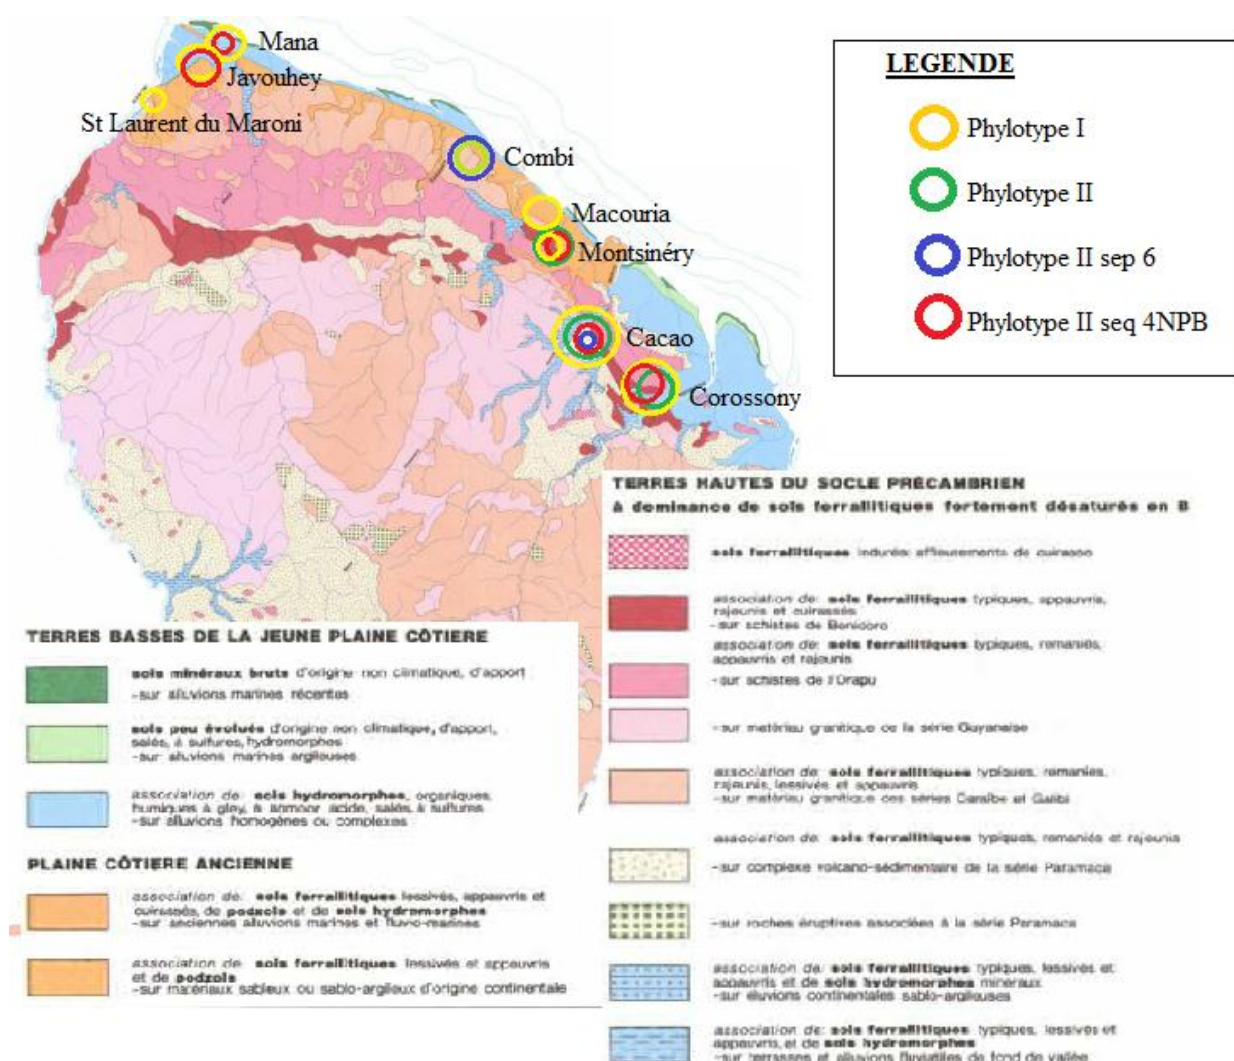 Mana
Javouhey
St Laurent du Maroni
Combi
Macouria
Montsinéry
Cacao
Corossony
LEGENDE
Phylotype I
Phylotype II
Phylotype II sep 6
Phylotype II seq 4NPB
TERRES HAUTES DU SOCLE PRÉCAMBRIEN
à dominance de sols ferrallitiques fortement désaturés en B
sols ferrallitiques indurés: affleurements de cuirasse
association de: sols ferrallitiques typiques, appauvris,
rajeunis et cuirassés
-sur schistes de Bonidoro
association de: sols ferrallitiques typiques, remaniés,
appauvris et rajeunis
-sur schistes de l'Orapu
-sur matériau granitique de la série Guyanaise
association de: sols ferrallitiques typiques, remaniés,
rajeunis, lessivés et appauvris
-sur matériau granitique des séries Caraïbe et Galibi
association de: sols ferrallitiques typiques, remaniés et rajeunis
-sur complexe volcano-sédimentaire de la série Paramaca
-sur roches éruptives associées à la série Paramaca
association de: sols ferrallitiques typiques, lessivés et
appauvris et de sols hydromorphes minéraux
-sur alluvions continentales sablo-argileuses
association de: sols ferrallitiques typiques, lessivés et
appauvris, et de sols hydromorphes
-sur terrasses et alluvions fluviatiles de fond de vallée
TERRES BASSES DE LA JEUNE PLAINE CÔTIERE
sols minéraux bruts d'origine non climatique, d'apport
-sur alluvions marines récentes
sols peu évolués d'origine non climatique, d'apport,
salés, à sulfures, hydromorphes
-sur alluvions marines argileuses
association de: sols hydromorphes, organiques,
humiques à gley, à anmoor acide, salés, à sulfures
-sur alluvions homogènes ou complexes
PLAINE CÔTIERE ANCIENNE
association de: sols ferrallitiques lessivés, appauvris et
cuirassés, de podzols et de sols hydromorphes
-sur anciennes alluvions marines et fluvio-marines
association de: sols ferrallitiques lessivés et appauvris
et de podzols
-sur matériaux sableux ou sablo-argileux d'origine continentale